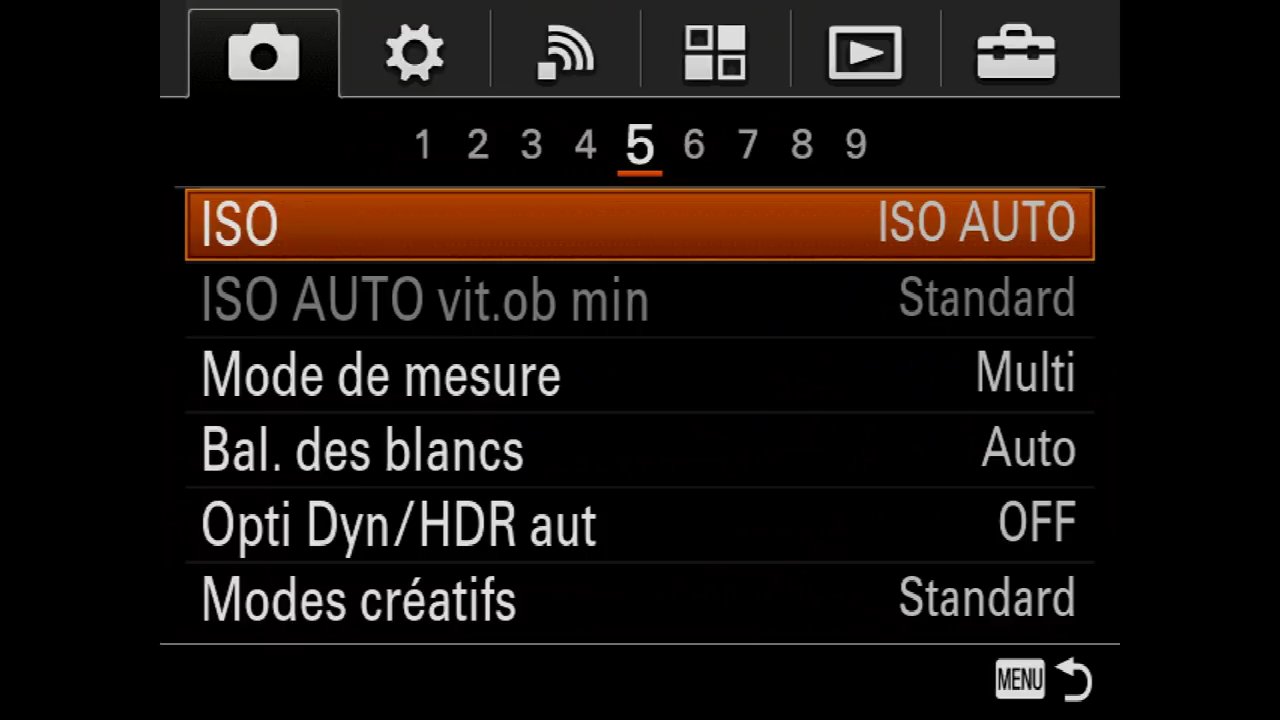 1 2 3 4 5 6 7 8 9
ISO ISO AUTO
ISO AUTO vit.ob min Standard
Mode de mesure Multi
Bal. des blancs Auto
Opti Dyn/HDR aut OFF
Modes créatifs Standard
MENU